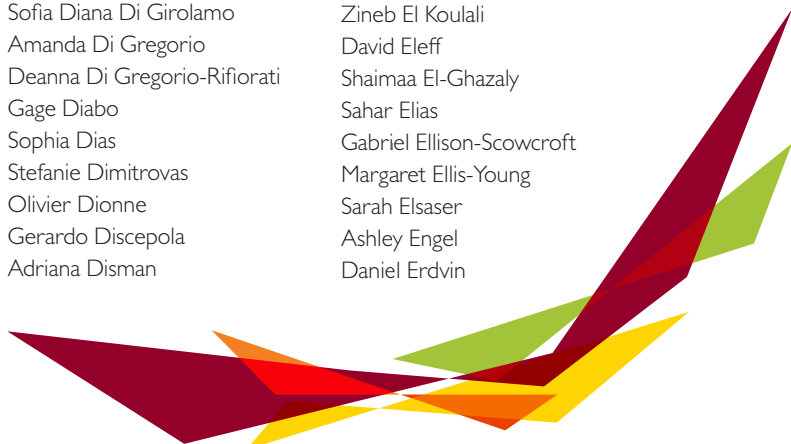 Sofia Diana Di Girolamo
Amanda Di Gregorio
Deanna Di Gregorio-Rifiorati
Gage Diabo
Sophia Dias
Stefanie Dimitrovas
Olivier Dionne
Gerardo Discepola
Adriana Disman
Zineb El Koulali
David Eleff
Shaimaa El-Ghazaly
Sahar Elias
Gabriel Ellison-Scowcroft
Margaret Ellis-Young
Sarah Elsaser
Ashley Engel
Daniel Erdvin